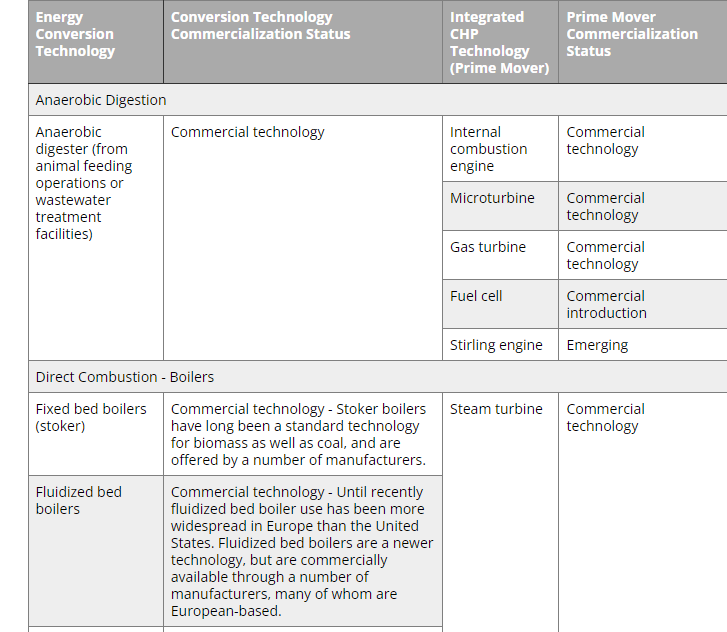 Energy
Conversion
Technology
Conversion Technology
Commercialization Status
Integrated
CHP
Technology
(Prime Mover)
Prime Mover
Commercialization
Status
Anaerobic Digestion
Anaerobic
digester (from
animal feeding
operations or
wastewater
treatment
facilities)
Commercial technology
Internal
combustion
engine
Commercial
technology
Microturbine
Commercial
technology
Gas turbine
Commercial
technology
Fuel cell
Commercial
introduction
Stirling engine
Emerging
Direct Combustion - Boilers
Fixed bed boilers
(stoker)
Commercial technology - Stoker boilers
have long been a standard technology
for biomass as well as coal, and are
offered by a number of manufacturers.
Steam turbine
Commercial
technology
Fluidized bed
boilers
Commercial technology - Until recently
fluidized bed boiler use has been more
widespread in Europe than the United
States. Fluidized bed boilers are a newer
technology, but are commercially
available through a number of
manufacturers, many of whom are
European-based.